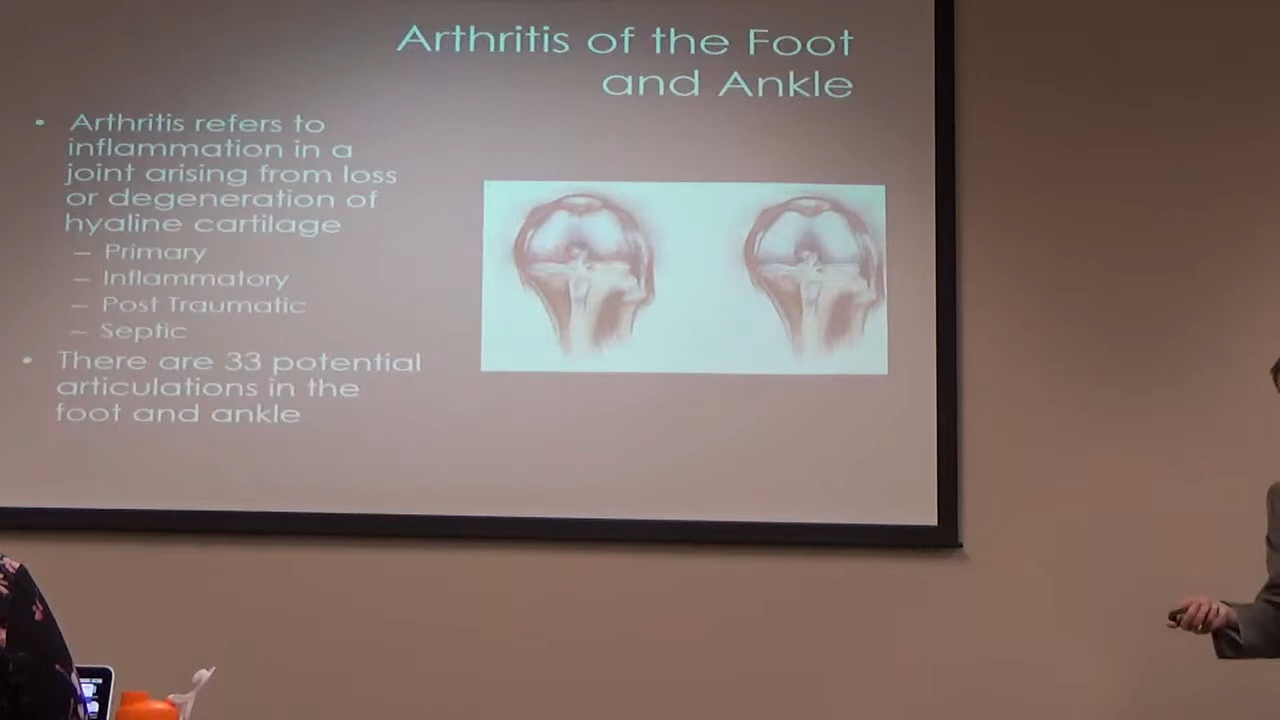 Arthritis of the Foot
and Ankle
• Arthritis refers to
inflammation in a
joint arising from loss
or degeneration of
hyaline cartilage
– Primary
– Inflammatory
– Post Traumatic
– Septic
• There are 33 potential
articulations in the
foot and ankle